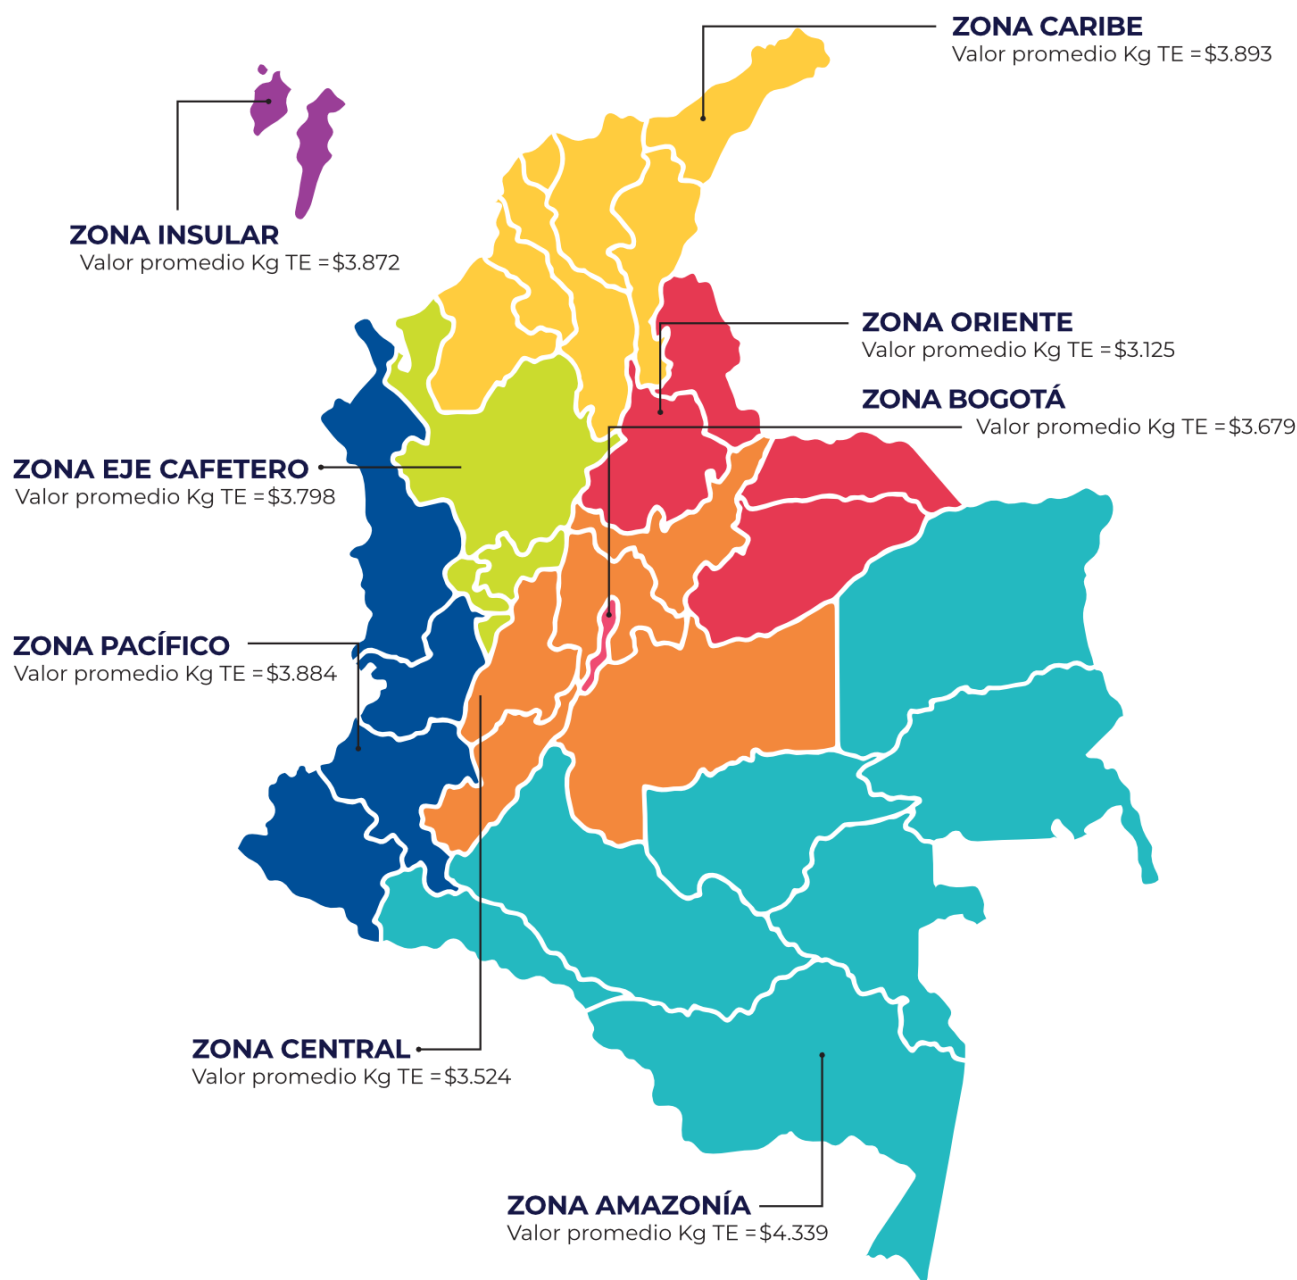 ZONA CARIBE
Valor promedio Kg TE =$3.893
ZONA INSULAR
Valor promedio Kg TE =$3.872
ZONA ORIENTE
Valor promedio Kg TE =$3.125
ZONA BOGOTÁ
Valor promedio Kg TE =$3.679
ZONA EJE CAFETERO
Valor promedio Kg TE =$3.798
ZONA PACÍFICO
Valor promedio Kg TE =$3.884
ZONA CENTRAL
Valor promedio Kg TE =$3.524
ZONA AMAZONÍA
Valor promedio Kg TE =$4.339